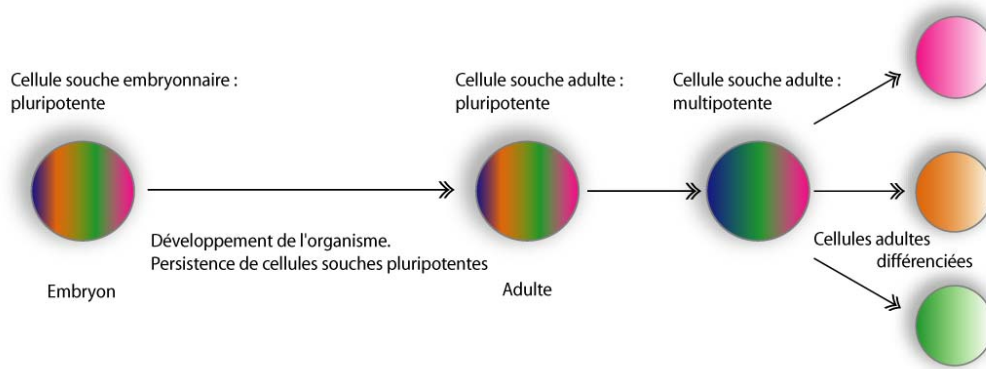 Cellule souche embryonnaire :
pluripotente
Cellule souche adulte :
pluripotente
Cellule souche adulte :
multipotente
Développement de l'organisme.
Persistence de cellules souches pluripotentes
Cellules adultes
différenciées
Embryon
Adulte